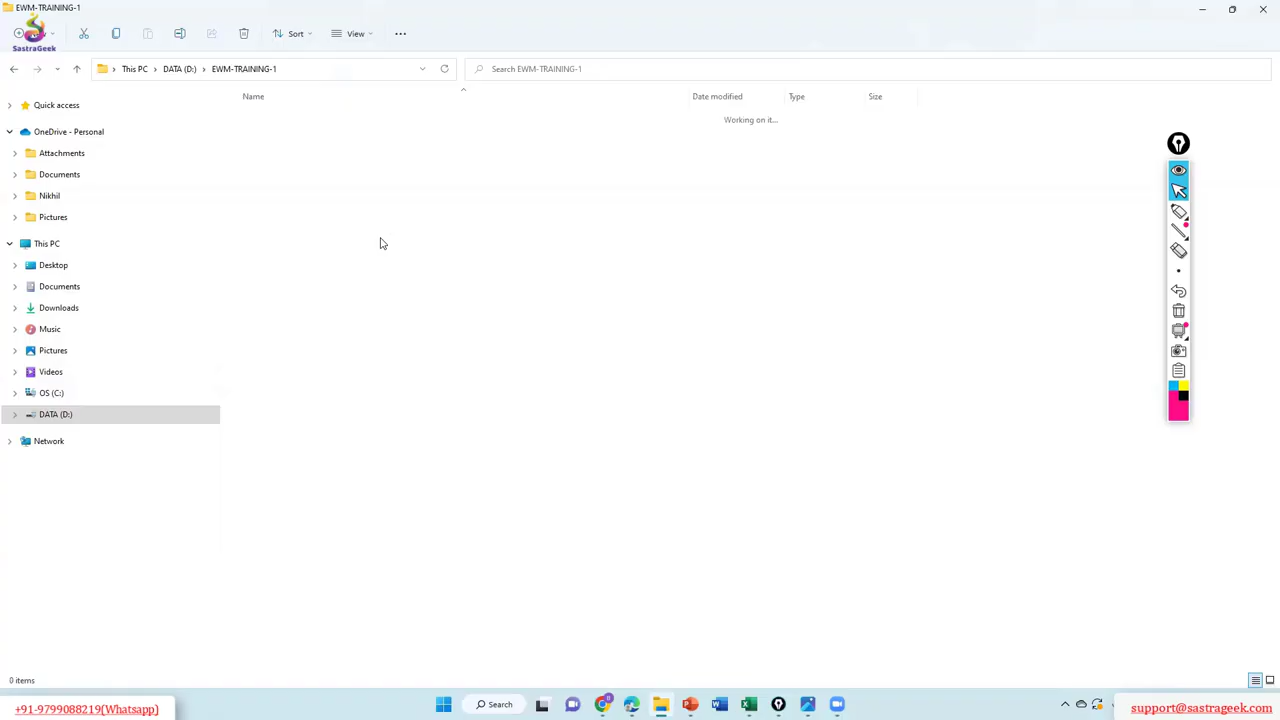 EWM-TRAINING-1
SastraGeek
Sort
View
This PC
DATA (D:)
EWM-TRAINING-1
Search EWM-TRAINING-1
Name
Date modified
Type
Size
Working on it...
Quick access
OneDrive - Personal
Attachments
Documents
Nikhil
Pictures
This PC
Desktop
Documents
Downloads
Music
Pictures
Videos
OS (C:)
DATA (D:)
Network
0 items
+91-9799088219(Whatsapp)
Search
support@sastrageek.com